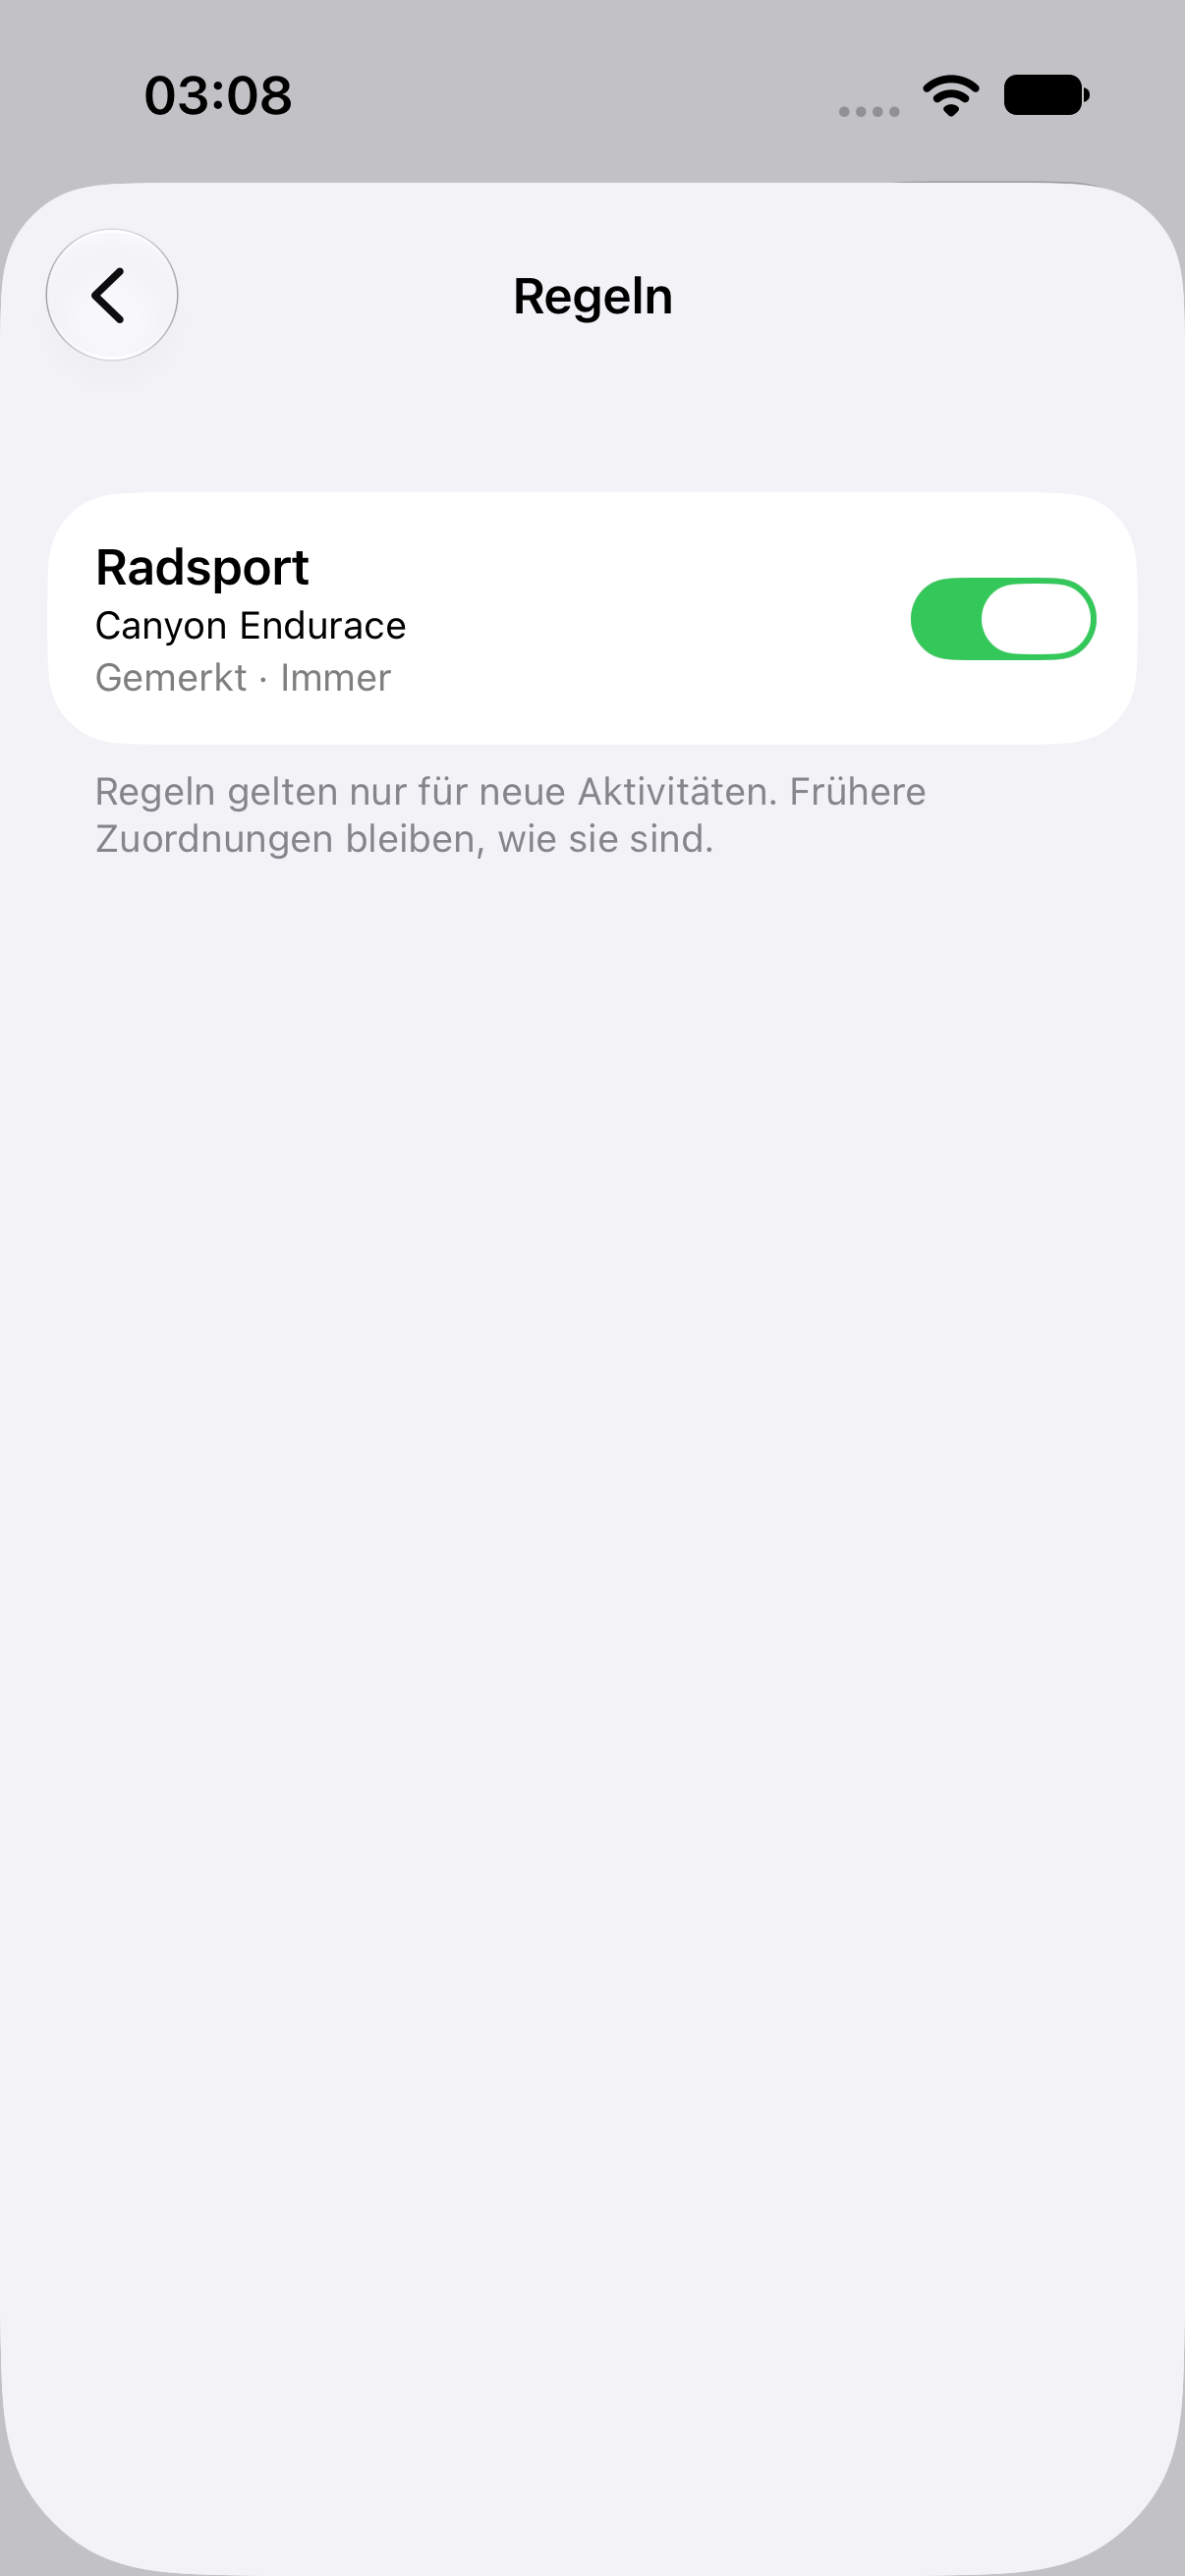 03:08
Regeln
Radsport
Canyon Endurace
Gemerkt · Immer
Regeln gelten nur für neue Aktivitäten. Frühere
Zuordnungen bleiben, wie sie sind.